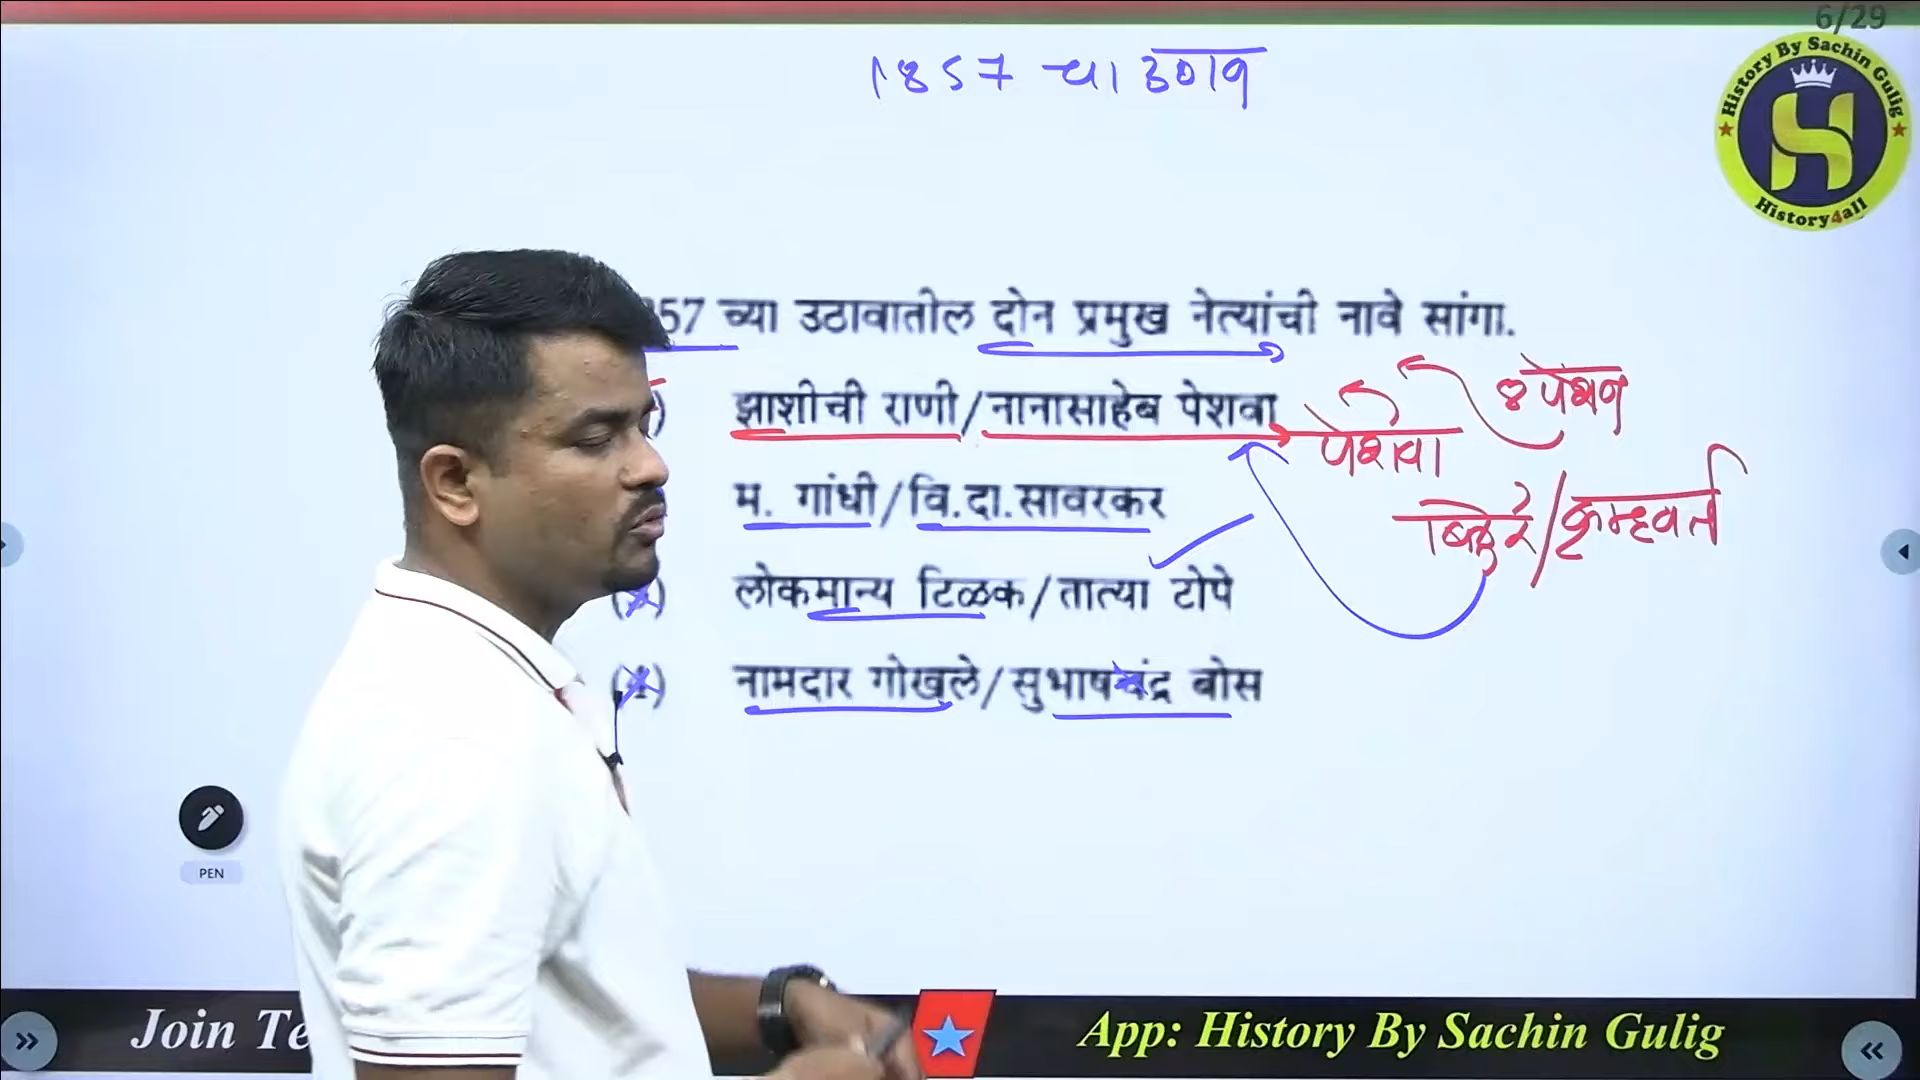 6/29
History By Sachin Gulig
History4all
1857 चा उठाव
57 च्या उठावातील दोन प्रमुख नेत्यांची नावे सांगा.
झाशीची राणी/नानासाहेब पेशवा
पेशवा
म. गांधी/वि.दा.सावरकर
लोकमान्य टिळक/तात्या टोपे
(4) नामदार गोखले/सुभाषचंद्र बोस
PEN
Join Te
App: History By Sachin Gulig